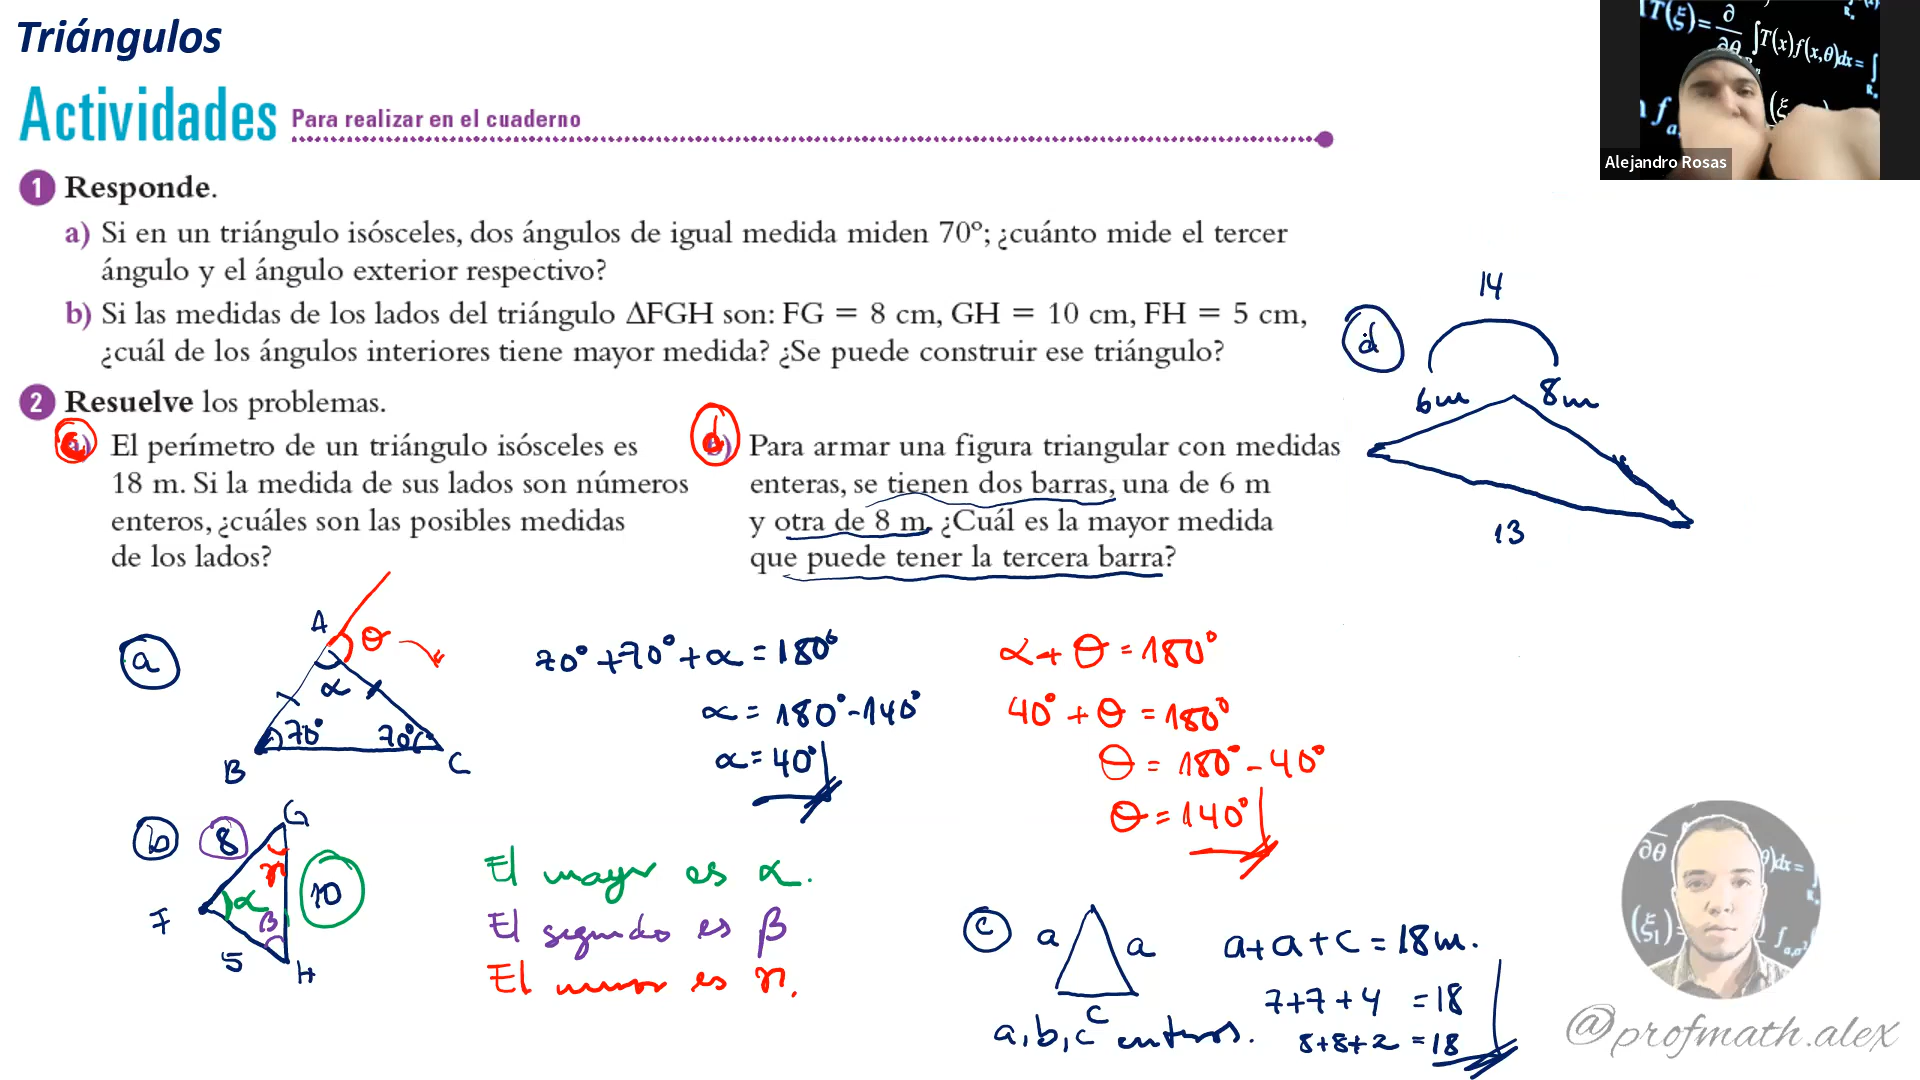 Triángulos
Actividades Para realizar en el cuaderno
1 Responde.
a) Si en un triángulo isósceles, dos ángulos de igual medida miden 70º; ¿cuánto mide el tercer
ángulo y el ángulo exterior respectivo?
b) Si las medidas de los lados del triángulo ΔFGH son: FG = 8 cm, GH = 10 cm, FH = 5 cm,
¿cuál de los ángulos interiores tiene mayor medida? ¿Se puede construir ese triángulo?
2 Resuelve los problemas.
c El perímetro de un triángulo isósceles es
18 m. Si la medida de sus lados son números
enteros, ¿cuáles son las posibles medidas
de los lados?
d Para armar una figura triangular con medidas
enteras, se tienen dos barras, una de 6 m
y otra de 8 m. ¿Cuál es la mayor medida
que puede tener la tercera barra?
Alejandro Rosas
d
14
6m 8m
13
a
A θ
α
70° 70°
B C
70° + 70° + α = 180°
α = 180° - 140°
α = 40°
α + θ = 180°
40° + θ = 180°
θ = 180° - 40°
θ = 140°
b
8 G
10
F α β
5 H
El mayor es α.
El segundo es β
El menor es γ.
c
a a
c
a, b, c enteros.
a + a + c = 18m.
7 + 7 + 4 = 18
8 + 8 + 2 = 18
@profmath.alex